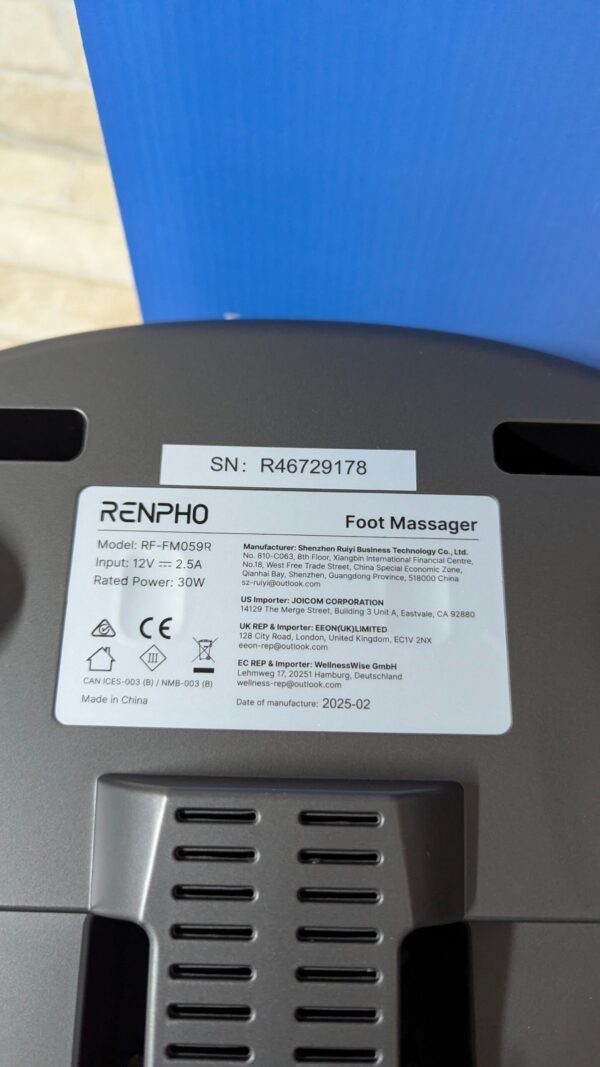 SN: R46729178
RENPHO
Foot Massager
Model: RF-FM059R
Input: 12V ⎓ 2.5A
Rated Power: 30W
CE
III
CAN ICES-003 (B) / NMB-003 (B)
Made in China
Manufacturer: Shenzhen Ruiyi Business Technology Co., Ltd.
No. 810-C063, 8th Floor, Xiangbin International Financial Centre,
No.18, West Free Trade Street, China Special Economic Zone,
Qianhai Bay, Shenzhen, Guangdong Province, 518000 China
sz-ruiyi@outlook.com
US Importer: JOICOM CORPORATION
14129 The Merge Street, Building 3 Unit A, Eastvale, CA 92880
UK REP & Importer: EEON(UK)LIMITED
128 City Road, London, United Kingdom, EC1V 2NX
eeon-rep@outlook.com
EC REP & Importer: WellnessWise GmbH
Lehmweg 17, 20251 Hamburg, Deutschland
wellness-rep@outlook.com
Date of manufacture: 2025-02